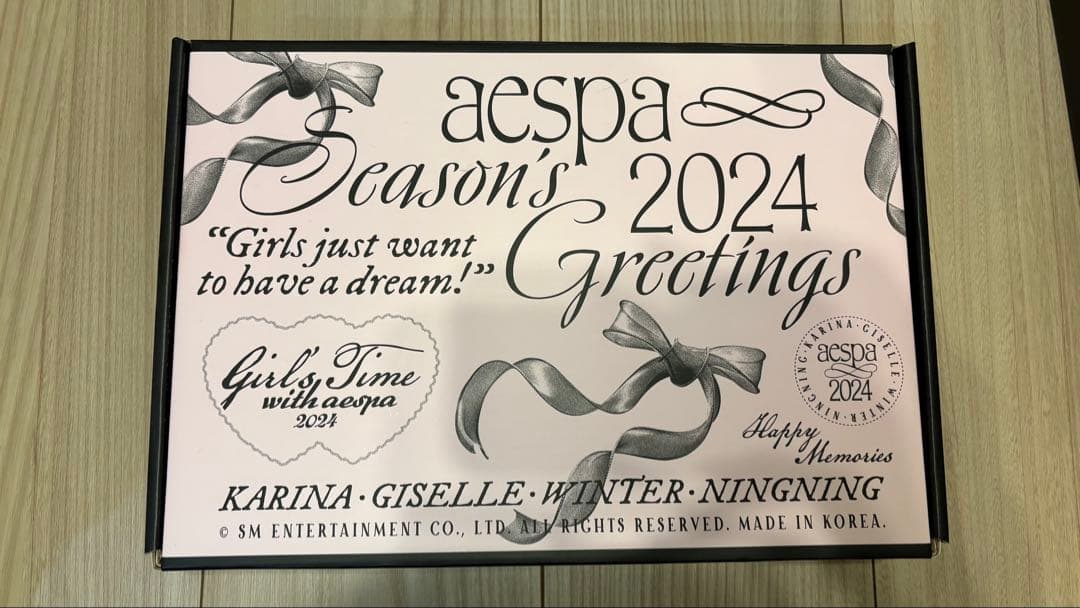 aespa
Season's 2024
Greetings
“Girls just want
to have a dream!”
Girl's Time
with aespa
2024
KARINA · GISELLE · WINTER · NINGNING ·
aespa
2024
Happy
Memories
KARINA · GISELLE · WINTER · NINGNING
© SM ENTERTAINMENT CO., LTD. ALL RIGHTS RESERVED. MADE IN KOREA.